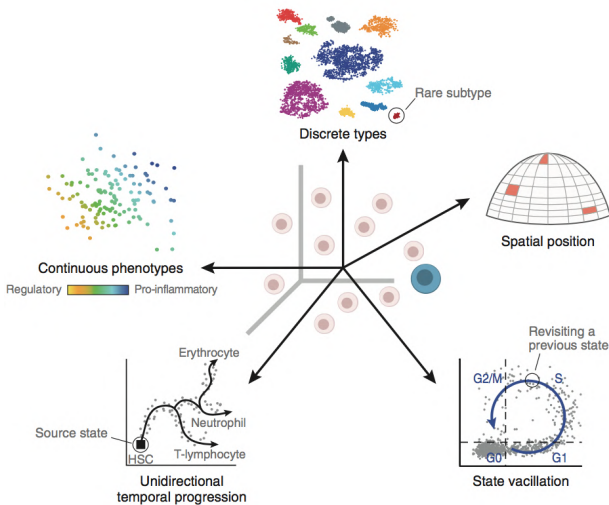 Rare subtype
Discrete types
Spatial position
Continuous phenotypes
Regulatory
Pro-inflammatory
Revisiting a
previous state
Erythrocyte
Neutrophil
T-lymphocyte
Source state
HSC
Unidirectional
temporal progression
G2/M
S
G0
G1
State vacillation